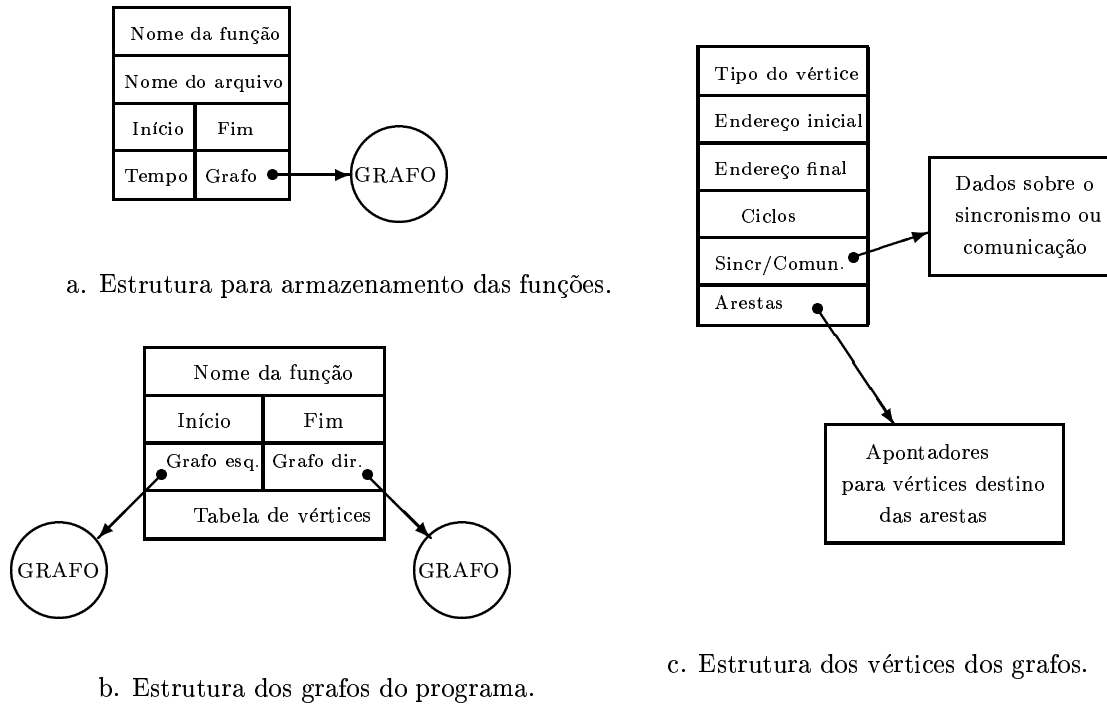 Nome da função
Nome do arquivo
Início Fim
Tempo Grafo
GRAFO
a. Estrutura para armazenamento das funções.
Nome da função
Início Fim
Grafo esq. Grafo dir.
Tabela de vértices
GRAFO
GRAFO
b. Estrutura dos grafos do programa.
Tipo do vértice
Endereço inicial
Endereço final
Ciclos
Sincr/Comun.
Arestas
Dados sobre o
sincronismo ou
comunicação
Apontadores
para vértices destino
das arestas
c. Estrutura dos vértices dos grafos.